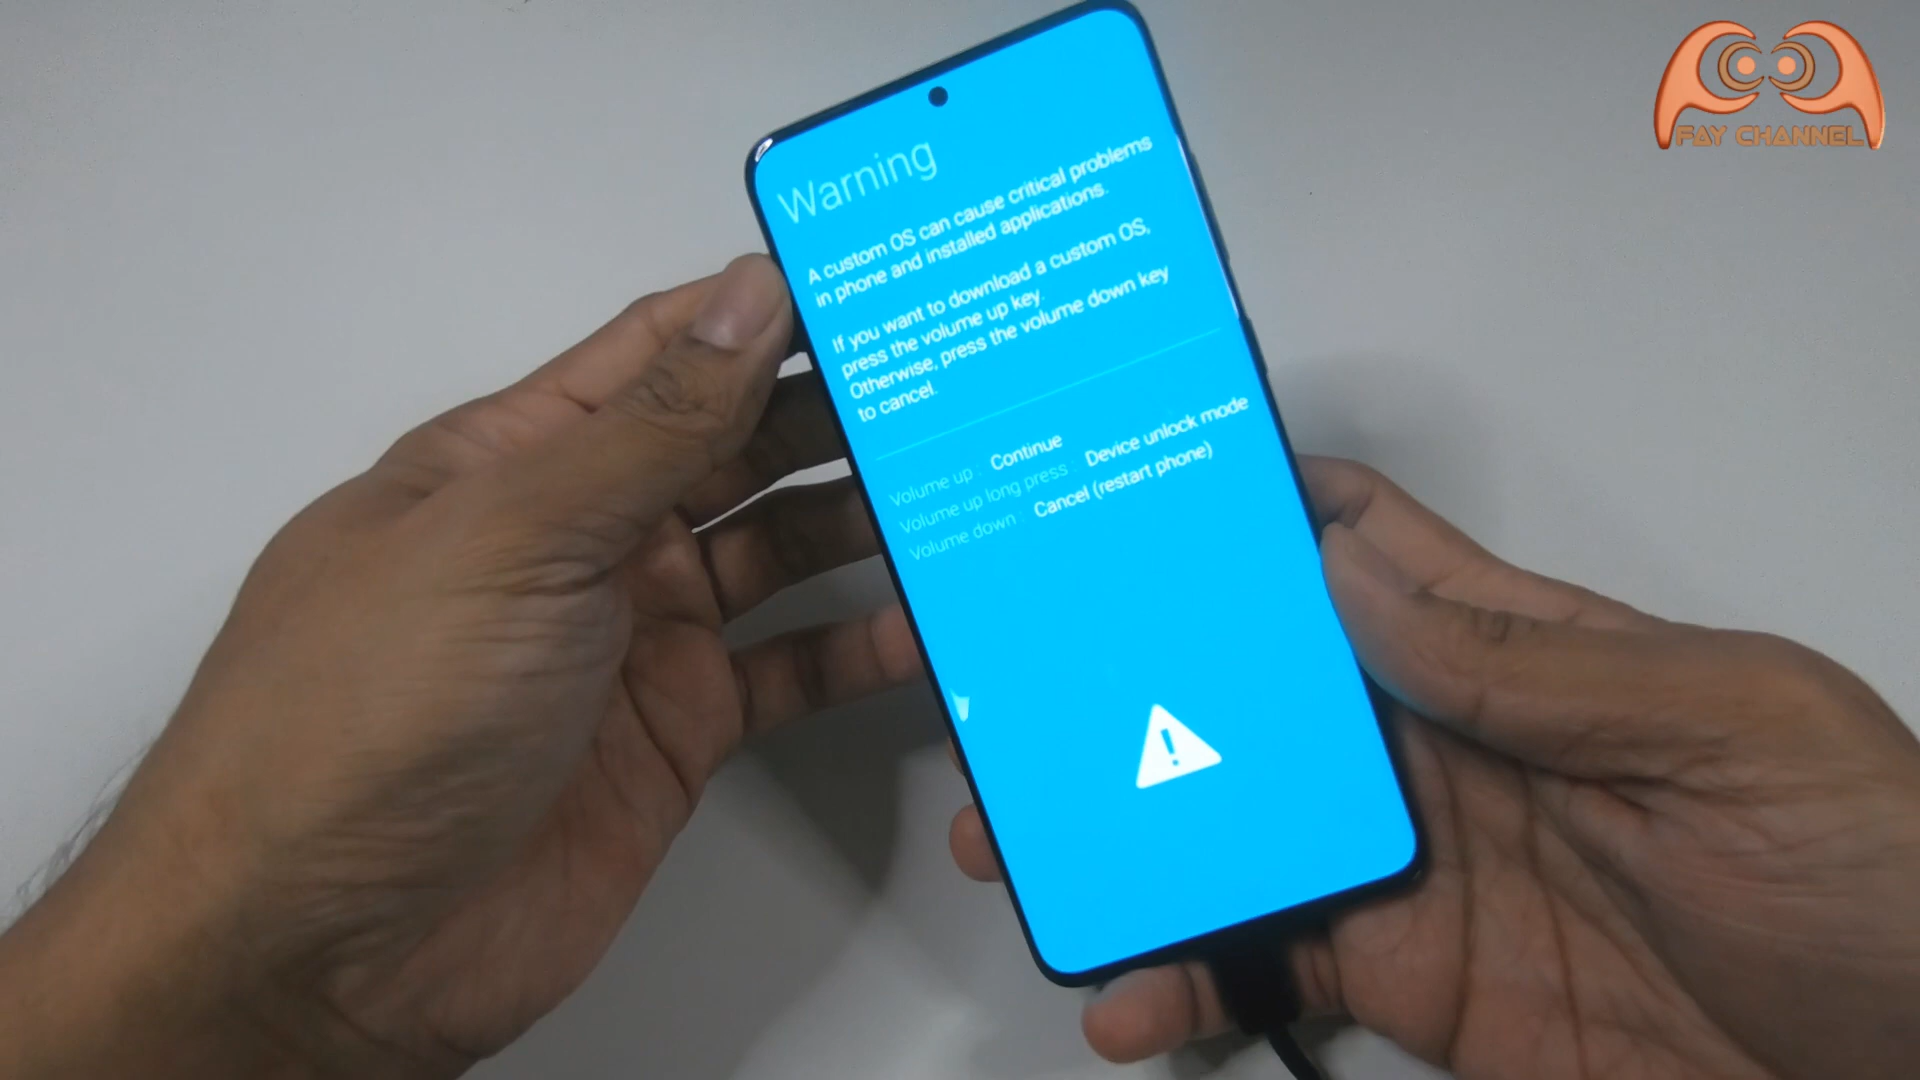 FAY CHANNEL
Warning
A custom OS can cause critical problems
in phone and installed applications.
If you want to download a custom OS,
press the volume up key.
Otherwise, press the volume down key
to cancel.
Volume up : Continue
Volume up long press : Device unlock mode
Volume down : Cancel (restart phone)